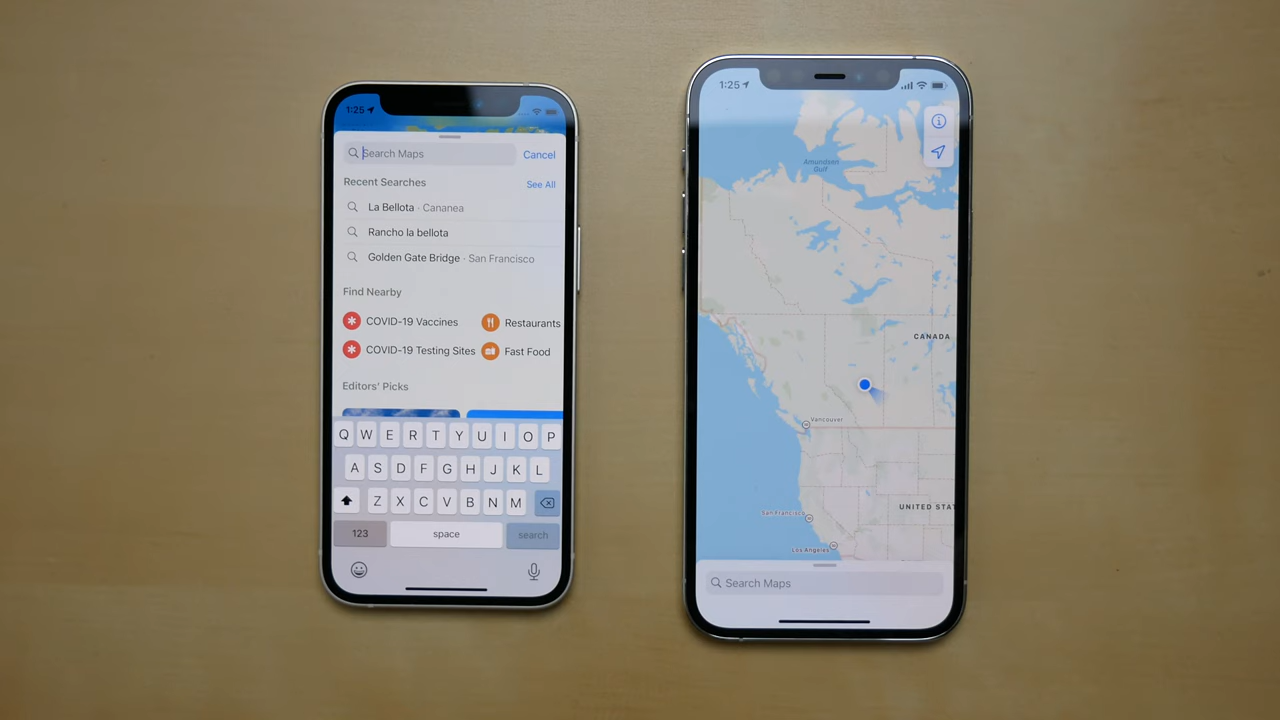 1:25
Search Maps
Cancel
Recent Searches
See All
La Bellota · Cananea
Rancho la bellota
Golden Gate Bridge · San Francisco
Find Nearby
COVID-19 Vaccines
Restaurants
COVID-19 Testing Sites
Fast Food
Editors' Picks
Q W E R T Y U I O P
A S D F G H J K L
Z X C V B N M
123
space
search
1:25
Amundsen
Gulf
CANADA
Vancouver
UNITED STAT
San Francisco
Los Angeles
Search Maps